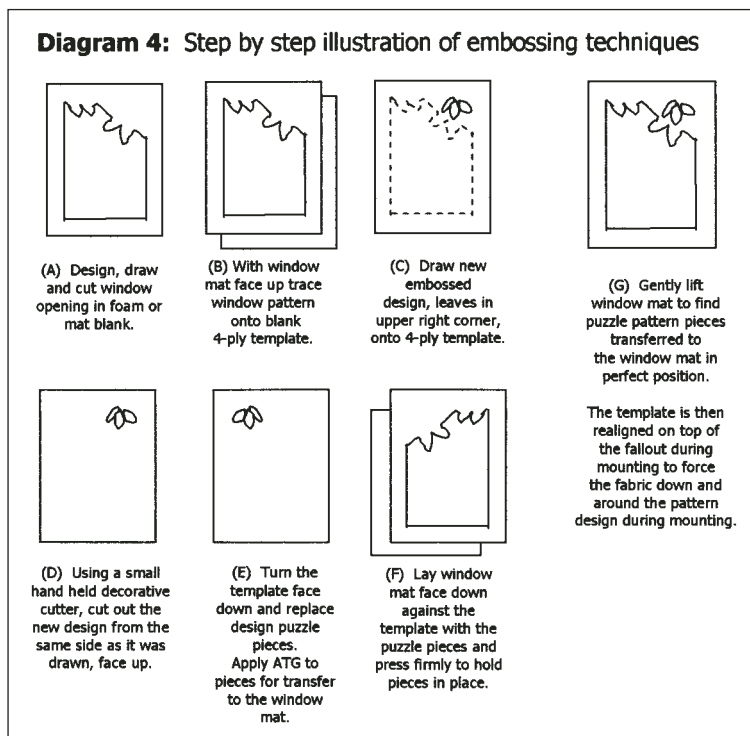 Diagram 4: Step by step illustration of embossing techniques
(A) Design, draw
and cut window
opening in foam or
mat blank.
(B) With window
mat face up trace
window pattern
onto blank
4-ply template.
(C) Draw new
embossed
design, leaves in
upper right corner,
onto 4-ply template.
(G) Gently lift
window mat to find
puzzle pattern pieces
transferred to
the window mat in
perfect position.
The template is then
realigned on top of
the fallout during
mounting to force
the fabric down and
around the pattern
design during mounting.
(D) Using a small
hand held decorative
cutter, cut out the
new design from the
same side as it was
drawn, face up.
(E) Turn the
template face
down and replace
design puzzle
pieces.
Apply ATG to
pieces for transfer
to the window
mat.
(F) Lay window
mat face down
against the
template with the
puzzle pieces and
press firmly to hold
pieces in place.